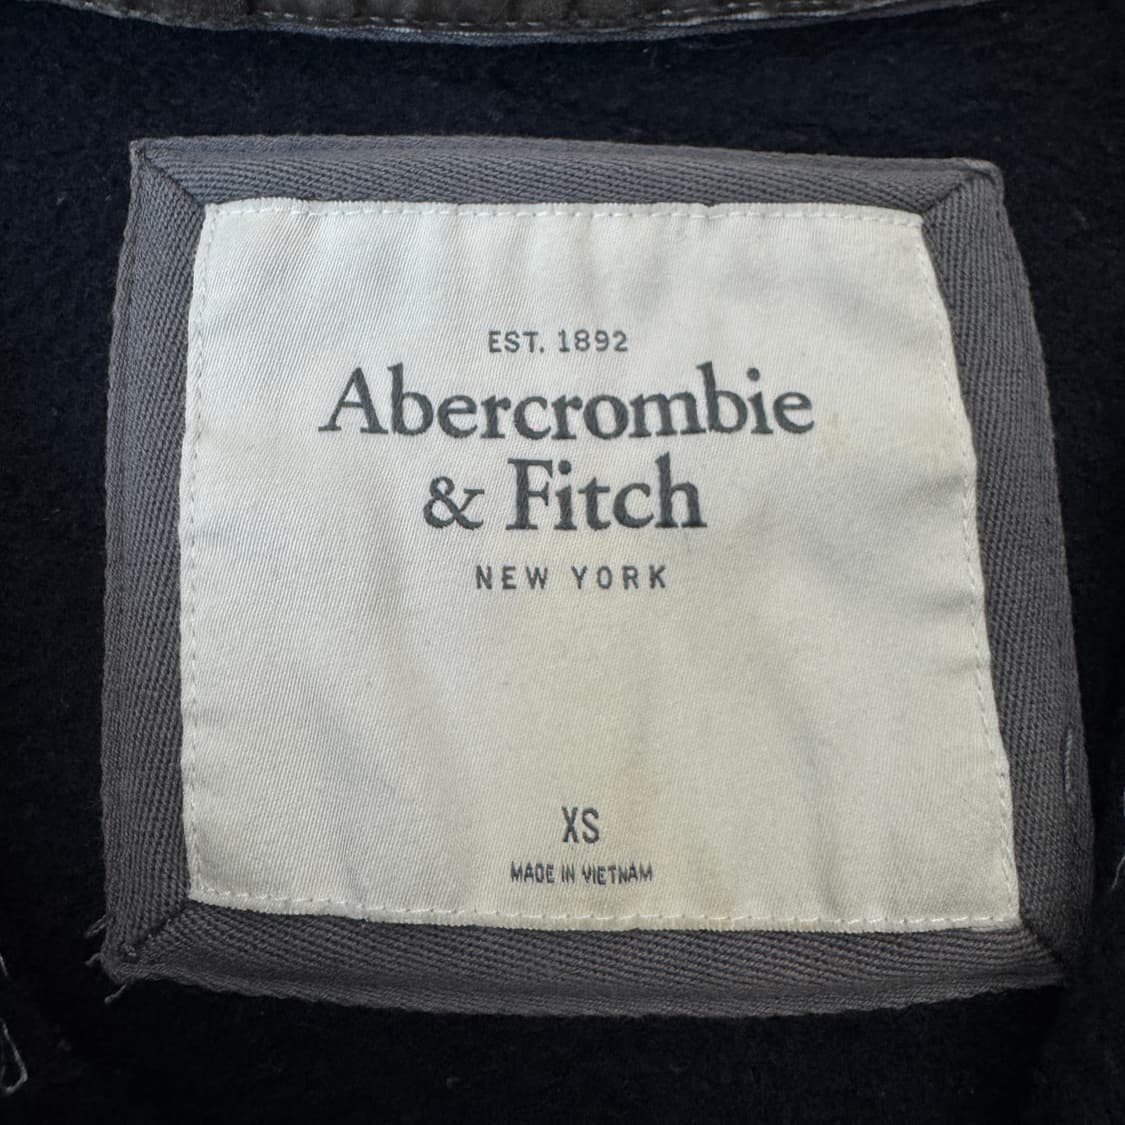 EST. 1892
Abercrombie
& Fitch
NEW YORK
XS
MADE IN VIETNAM